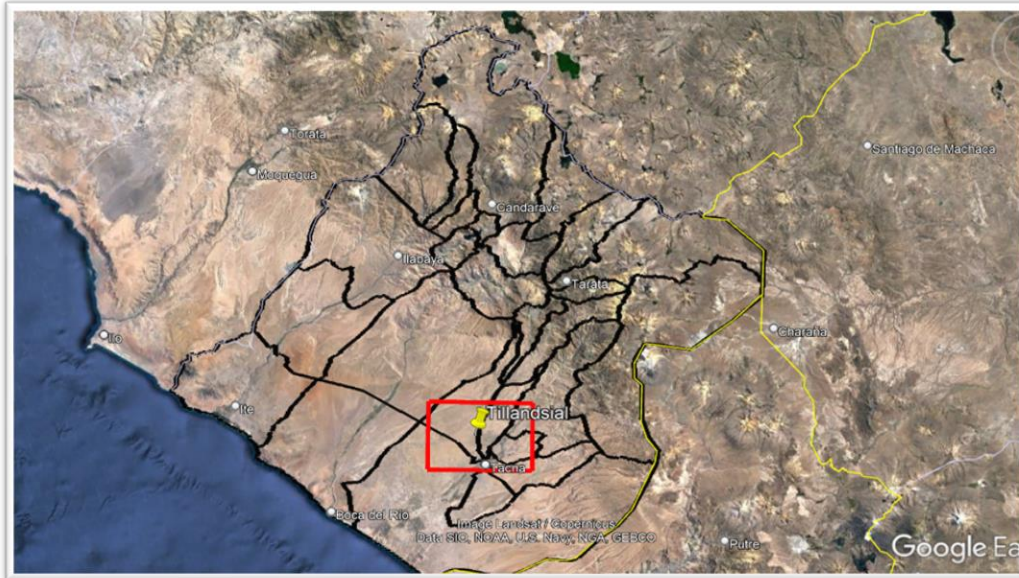 Torata
Santiago de Machaca
Moquegua
Candarave
Ilabaya
Tarata
Charaña
Ilo
Ite
Tillandsial
Tacna
Boca del Rio
Image Landsat / Copernicus
Data SIO, NOAA, U.S. Navy, NGA, GEBCO
Putre
Google Ea